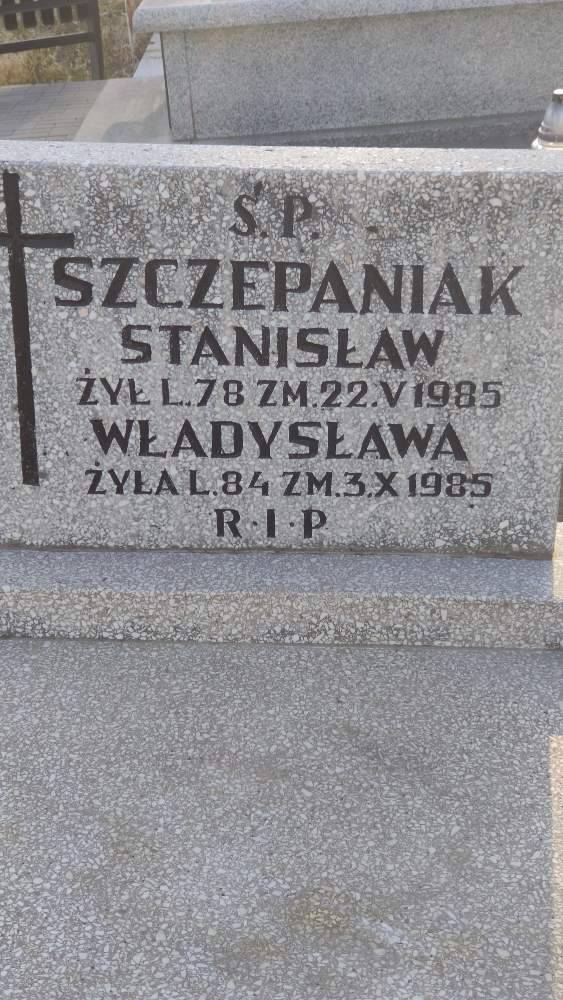 Ś.P.
SZCZEPANIAK
STANISŁAW
ŻYŁ L.78 ZM.22.V 1985
WŁADYSŁAWA
ŻYŁA L.84 ZM.3.X 1985
R·I·P